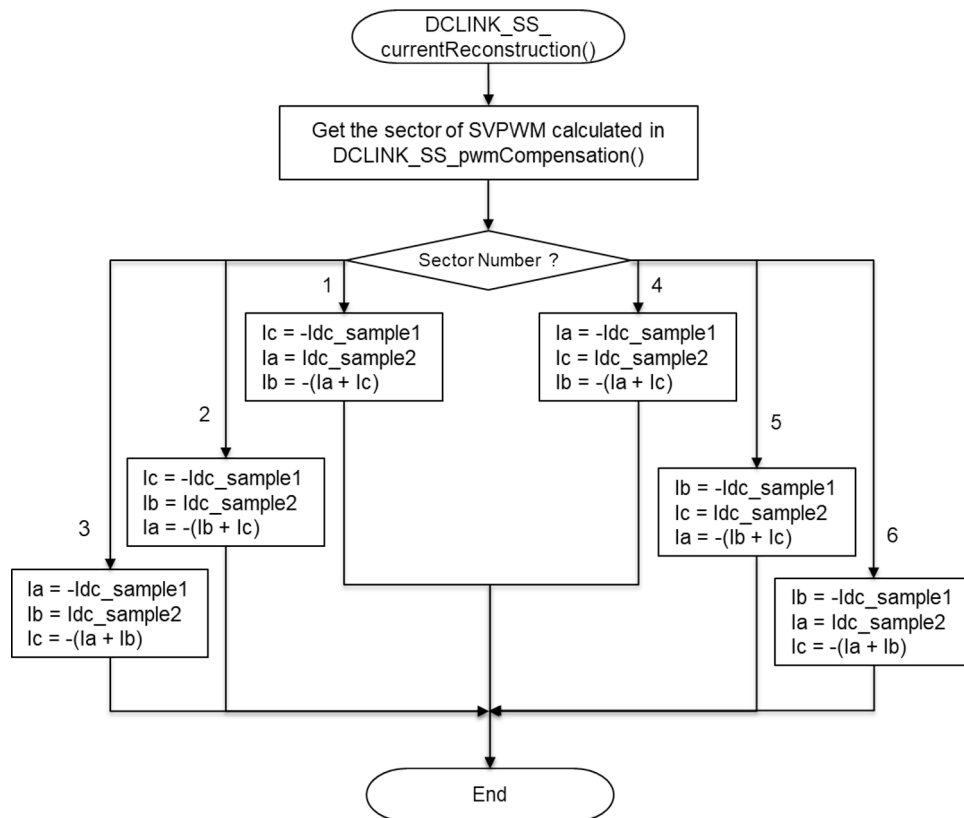 DCLINK_SS_
currentReconstruction()
Get the sector of SVPWM calculated in
DCLINK_SS_pwmCompensation()
Sector Number ?
1
Ic = -Idc_sample1
Ia = Idc_sample2
Ib = -(Ia + Ic)
4
Ia = -Idc_sample1
Ic = Idc_sample2
Ib = -(Ia + Ic)
2
Ic = -Idc_sample1
Ib = Idc_sample2
Ia = -(Ib + Ic)
5
Ib = -Idc_sample1
Ic = Idc_sample2
Ia = -(Ib + Ic)
3
Ia = -Idc_sample1
Ib = Idc_sample2
Ic = -(Ia + Ib)
6
Ib = -Idc_sample1
Ia = Idc_sample2
Ic = -(Ia + Ib)
End